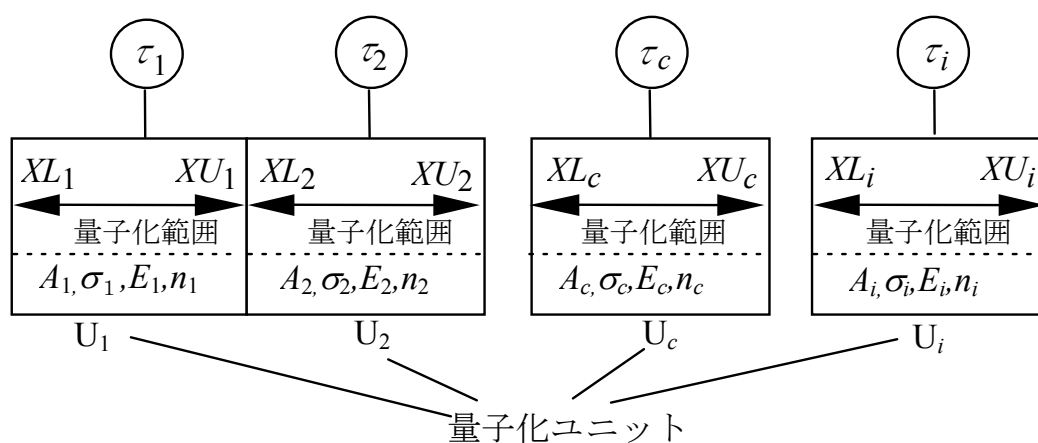 τ1 τ2 τc τi
XL1 XU1 XL2 XU2 XLc XUc XLi XUi
量子化範囲 量子化範囲 量子化範囲 量子化範囲
A1,σ1,E1,n1 A2,σ2,E2,n2 Ac,σc,Ec,nc Ai,σi,Ei,ni
U1 U2 Uc Ui
量子化ユニット